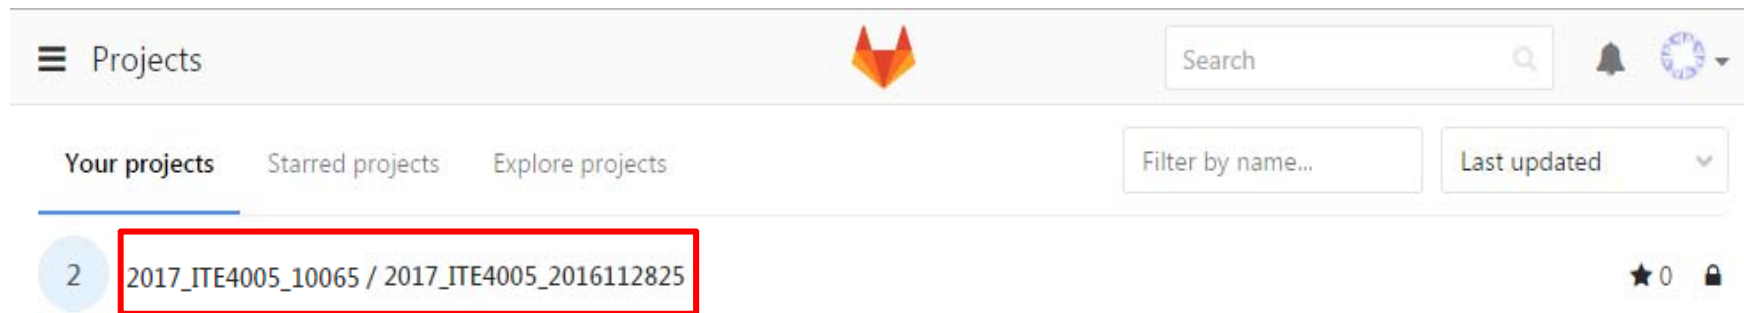 Projects
Search
Your projects
Starred projects
Explore projects
Filter by name...
Last updated
2
2017_ITE4005_10065 / 2017_ITE4005_2016112825
0